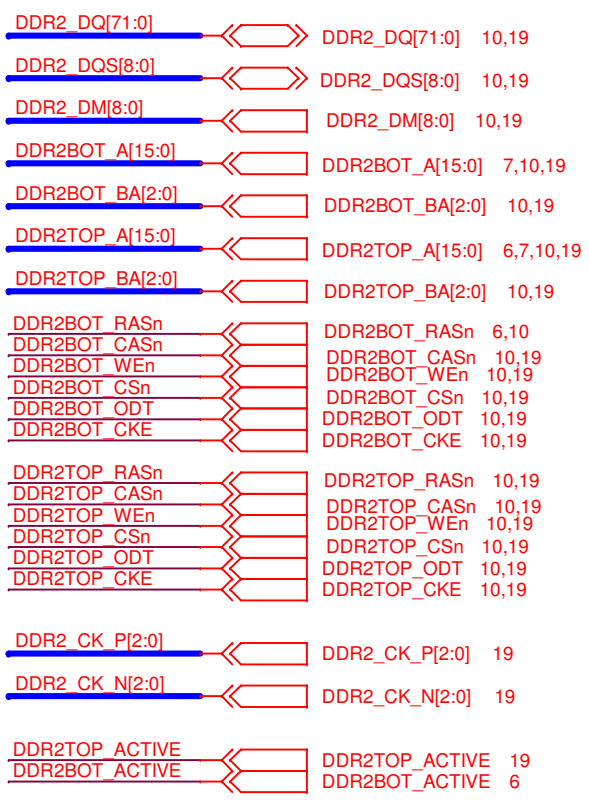 DDR2_DQ[71:0] DDR2_DQ[71:0] 10,19
DDR2_DQS[8:0] DDR2_DQS[8:0] 10,19
DDR2_DM[8:0] DDR2_DM[8:0] 10,19
DDR2BOT_A[15:0] DDR2BOT_A[15:0] 7,10,19
DDR2BOT_BA[2:0] DDR2BOT_BA[2:0] 10,19
DDR2TOP_A[15:0] DDR2TOP_A[15:0] 6,7,10,19
DDR2TOP_BA[2:0] DDR2TOP_BA[2:0] 10,19
DDR2BOT_RASn DDR2BOT_RASn 6,10
DDR2BOT_CASn DDR2BOT_CASn 10,19
DDR2BOT_WEn DDR2BOT_WEn 10,19
DDR2BOT_CSn DDR2BOT_CSn 10,19
DDR2BOT_ODT DDR2BOT_ODT 10,19
DDR2BOT_CKE DDR2BOT_CKE 10,19
DDR2TOP_RASn DDR2TOP_RASn 10,19
DDR2TOP_CASn DDR2TOP_CASn 10,19
DDR2TOP_WEn DDR2TOP_WEn 10,19
DDR2TOP_CSn DDR2TOP_CSn 10,19
DDR2TOP_ODT DDR2TOP_ODT 10,19
DDR2TOP_CKE DDR2TOP_CKE 10,19
DDR2_CK_P[2:0] DDR2_CK_P[2:0] 19
DDR2_CK_N[2:0] DDR2_CK_N[2:0] 19
DDR2TOP_ACTIVE DDR2TOP_ACTIVE 19
DDR2BOT_ACTIVE DDR2BOT_ACTIVE 6